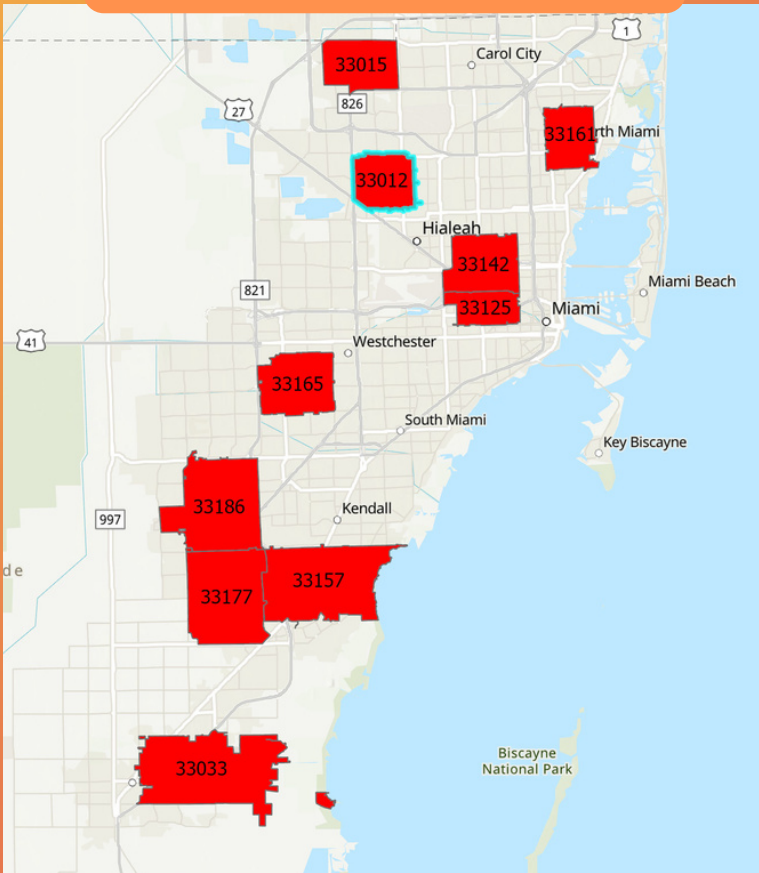 1
Carol City
33015
826
27
33161
rth Miami
33012
Hialeah
33142
Miami Beach
821
33125
Miami
41
Westchester
33165
South Miami
Key Biscayne
33186
Kendall
997
de
33157
33177
Biscayne
National Park
33033